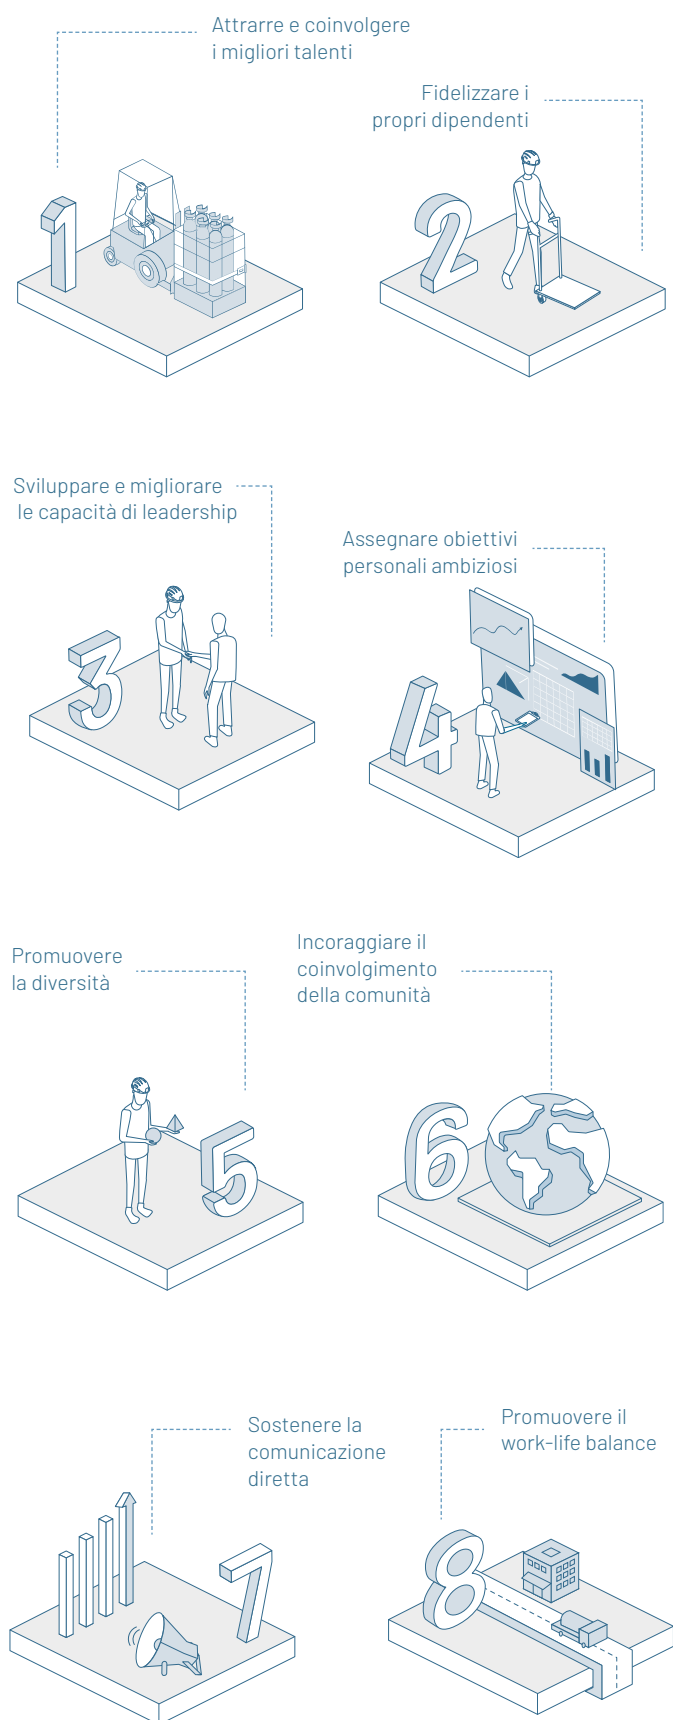 Attrarre e coinvolgere
i migliori talenti
1
Fidelizzare i
propri dipendenti
2
Sviluppare e migliorare
le capacità di leadership
3
Assegnare obiettivi
personali ambiziosi
4
Promuovere
la diversità
5
Incoraggiare il
coinvolgimento
della comunità
6
Sostenere la
comunicazione
diretta
7
Promuovere il
work-life balance
8